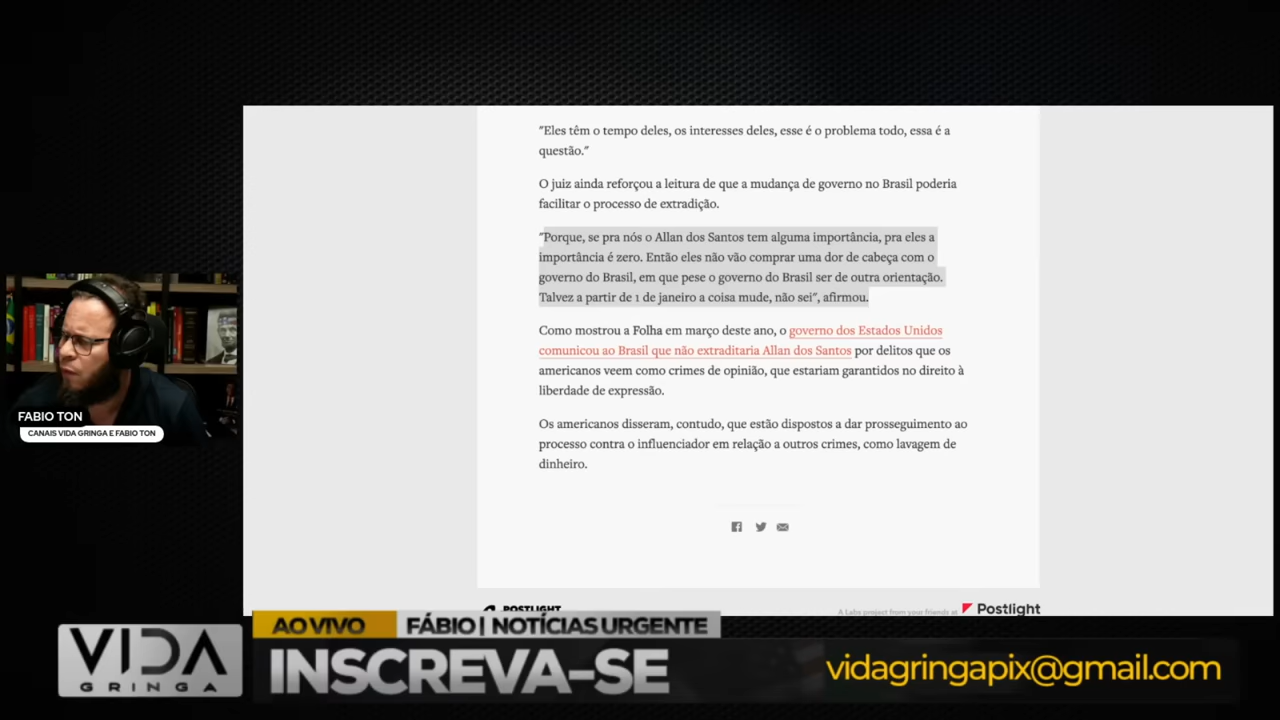 "Eles têm o tempo deles, os interesses deles, esse é o problema todo, essa é a
questão."
O juiz ainda reforçou a leitura de que a mudança de governo no Brasil poderia
facilitar o processo de extradição.
"Porque, se pra nós o Allan dos Santos tem alguma importância, pra eles a
importância é zero. Então eles não vão comprar uma dor de cabeça com o
governo do Brasil, em que pese o governo do Brasil ser de outra orientação.
Talvez a partir de 1 de janeiro a coisa mude, não sei", afirmou.
Como mostrou a Folha em março deste ano, o governo dos Estados Unidos
comunicou ao Brasil que não extraditaria Allan dos Santos por delitos que os
americanos veem como crimes de opinião, que estariam garantidos no direito à
liberdade de expressão.
Os americanos disseram, contudo, que estão dispostos a dar prosseguimento ao
processo contra o influenciador em relação a outros crimes, como lavagem de
dinheiro.
FABIO TON
CANAIS VIDA GRINGA E FABIO TON
POSTLIGHT
A Labs project from your friends at Postlight
AO VIVO
FÁBIO | NOTÍCIAS URGENTE
VIDA
GRINGA
INSCREVA-SE
vidagringapix@gmail.com